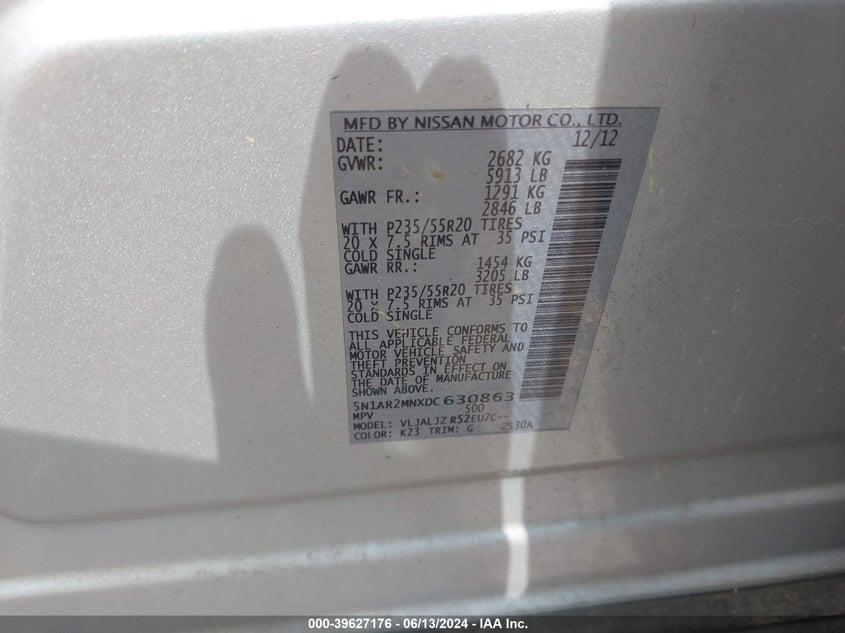 MFD BY NISSAN MOTOR CO., LTD.
DATE: 12/12
GVWR: 2682 KG
5913 LB
GAWR FR.: 1291 KG
2846 LB
WITH P235/55R20 TIRES
20 X 7.5 RIMS AT 35 PSI
COLD SINGLE
GAWR RR.: 1454 KG
3205 LB
WITH P235/55R20 TIRES
20 X 7.5 RIMS AT 35 PSI
COLD SINGLE
THIS VEHICLE CONFORMS TO
ALL APPLICABLE FEDERAL
MOTOR VEHICLE SAFETY AND
THEFT PREVENTION
STANDARDS IN EFFECT ON
THE DATE OF MANUFACTURE
SHOWN ABOVE.
5N1AR2MNXDC630863
MPV 500
MODEL: VLJALJZ R52EU7C--
COLOR: K23 TRIM: G 2530A
000-39627176 - 06/13/2024 - IAA Inc.